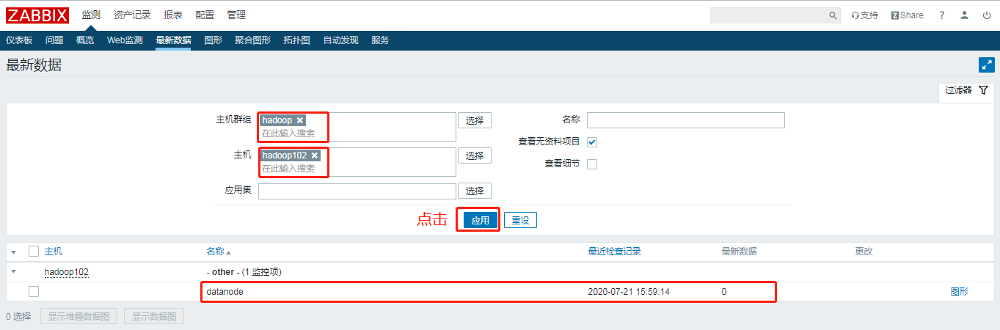 ZABBIX 监测 资产记录 报表 配置 管理 支持 Z Share ?
仪表板 问题 概览 Web监测 最新数据 图形 聚合图形 拓扑图 自动发现 服务
最新数据
过滤器
主机群组 hadoop 选择 名称
在此输入搜索
查看无资料项目
主机 hadoop102 选择
在此输入搜索
查看细节
应用集 选择
点击 应用 重设
主机 名称 最近检查记录 最新数据 更改
hadoop102 - other - (1 监控项)
datanode 2020-07-21 15:59:14 0 图形
0 选择 显示堆叠数据图 显示数据图